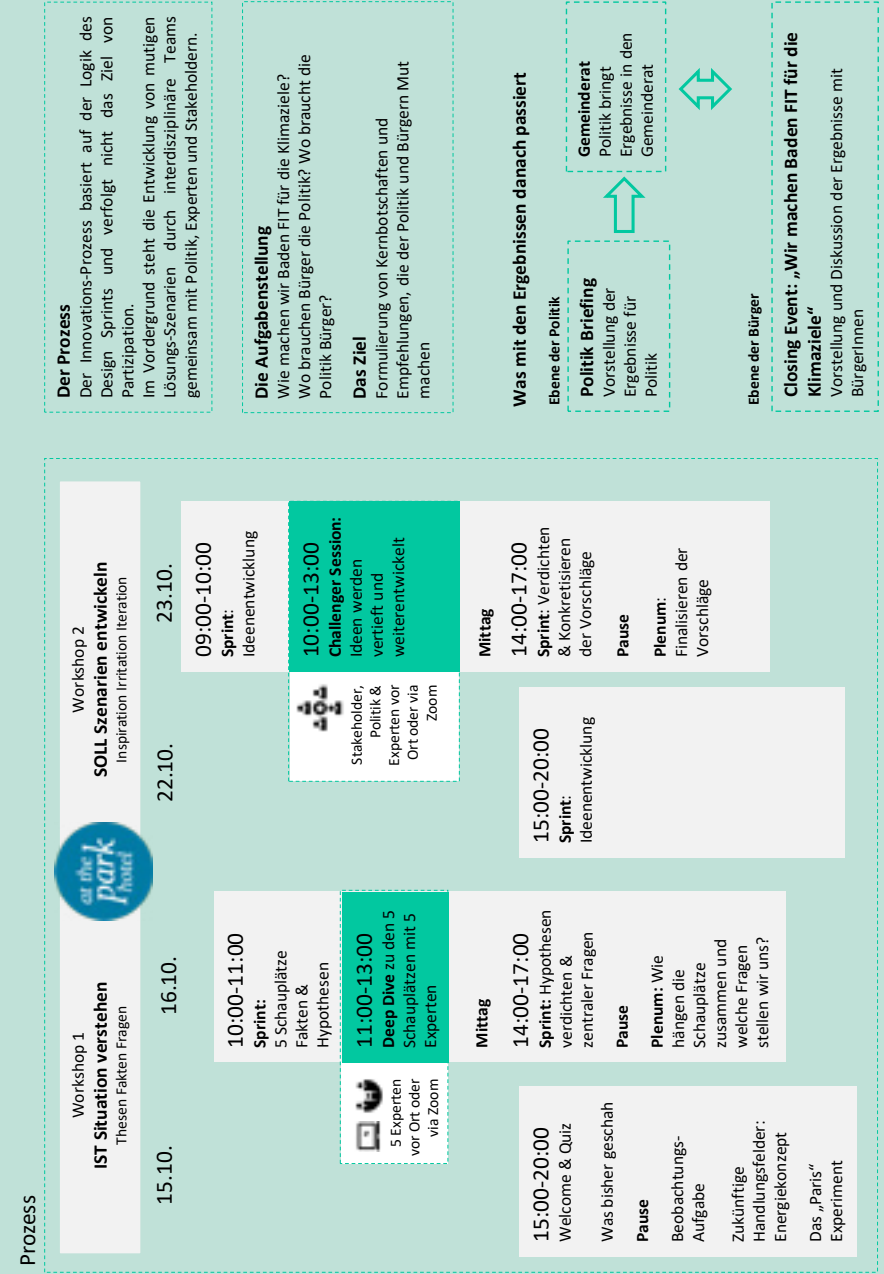 Prozess
Workshop 1
IST Situation verstehen
Thesen Fakten Fragen
at the
park
hotel
Workshop 2
SOLL Szenarien entwickeln
Inspiration Irritation Iteration
15.10.
16.10.
22.10.
23.10.
15:00-20:00
Welcome & Quiz
Was bisher geschah
Pause
Beobachtungs-
Aufgabe
Zukünftige
Handlungsfelder:
Energiekonzept
Das „Paris“
Experiment
10:00-11:00
Sprint:
5 Schauplätze
Fakten &
Hypothesen
5 Experten
vor Ort oder
via Zoom
11:00-13:00
Deep Dive zu den 5
Schauplätzen mit 5
Experten
Mittag
14:00-17:00
Sprint: Hypothesen
verdichten &
zentraler Fragen
Pause
Plenum: Wie
hängen die
Schauplätze
zusammen und
welche Fragen
stellen wir uns?
15:00-20:00
Sprint:
Ideenentwicklung
09:00-10:00
Sprint:
Ideenentwicklung
Stakeholder,
Politik &
Experten vor
Ort oder via
Zoom
10:00-13:00
Challenger Session:
Ideen werden
vertieft und
weiterentwickelt
Mittag
14:00-17:00
Sprint: Verdichten
& Konkretisieren
der Vorschläge
Pause
Plenum:
Finalisieren der
Vorschläge
Der Prozess
Der Innovations-Prozess basiert auf der Logik des
Design Sprints und verfolgt nicht das Ziel von
Partizipation.
Im Vordergrund steht die Entwicklung von mutigen
Lösungs-Szenarien durch interdisziplinäre Teams
gemeinsam mit Politik, Experten und Stakeholdern.
Die Aufgabenstellung
Wie machen wir Baden FIT für die Klimaziele?
Wo brauchen Bürger die Politik? Wo braucht die
Politik Bürger?
Das Ziel
Formulierung von Kernbotschaften und
Empfehlungen, die der Politik und Bürgern Mut
machen
Was mit den Ergebnissen danach passiert
Ebene der Politik
Politik Briefing
Vorstellung der
Ergebnisse für
Politik
Gemeinderat
Politik bringt
Ergebnisse in den
Gemeinderat
Ebene der Bürger
Closing Event: „Wir machen Baden FIT für die
Klimaziele“
Vorstellung und Diskussion der Ergebnisse mit
BürgerInnen